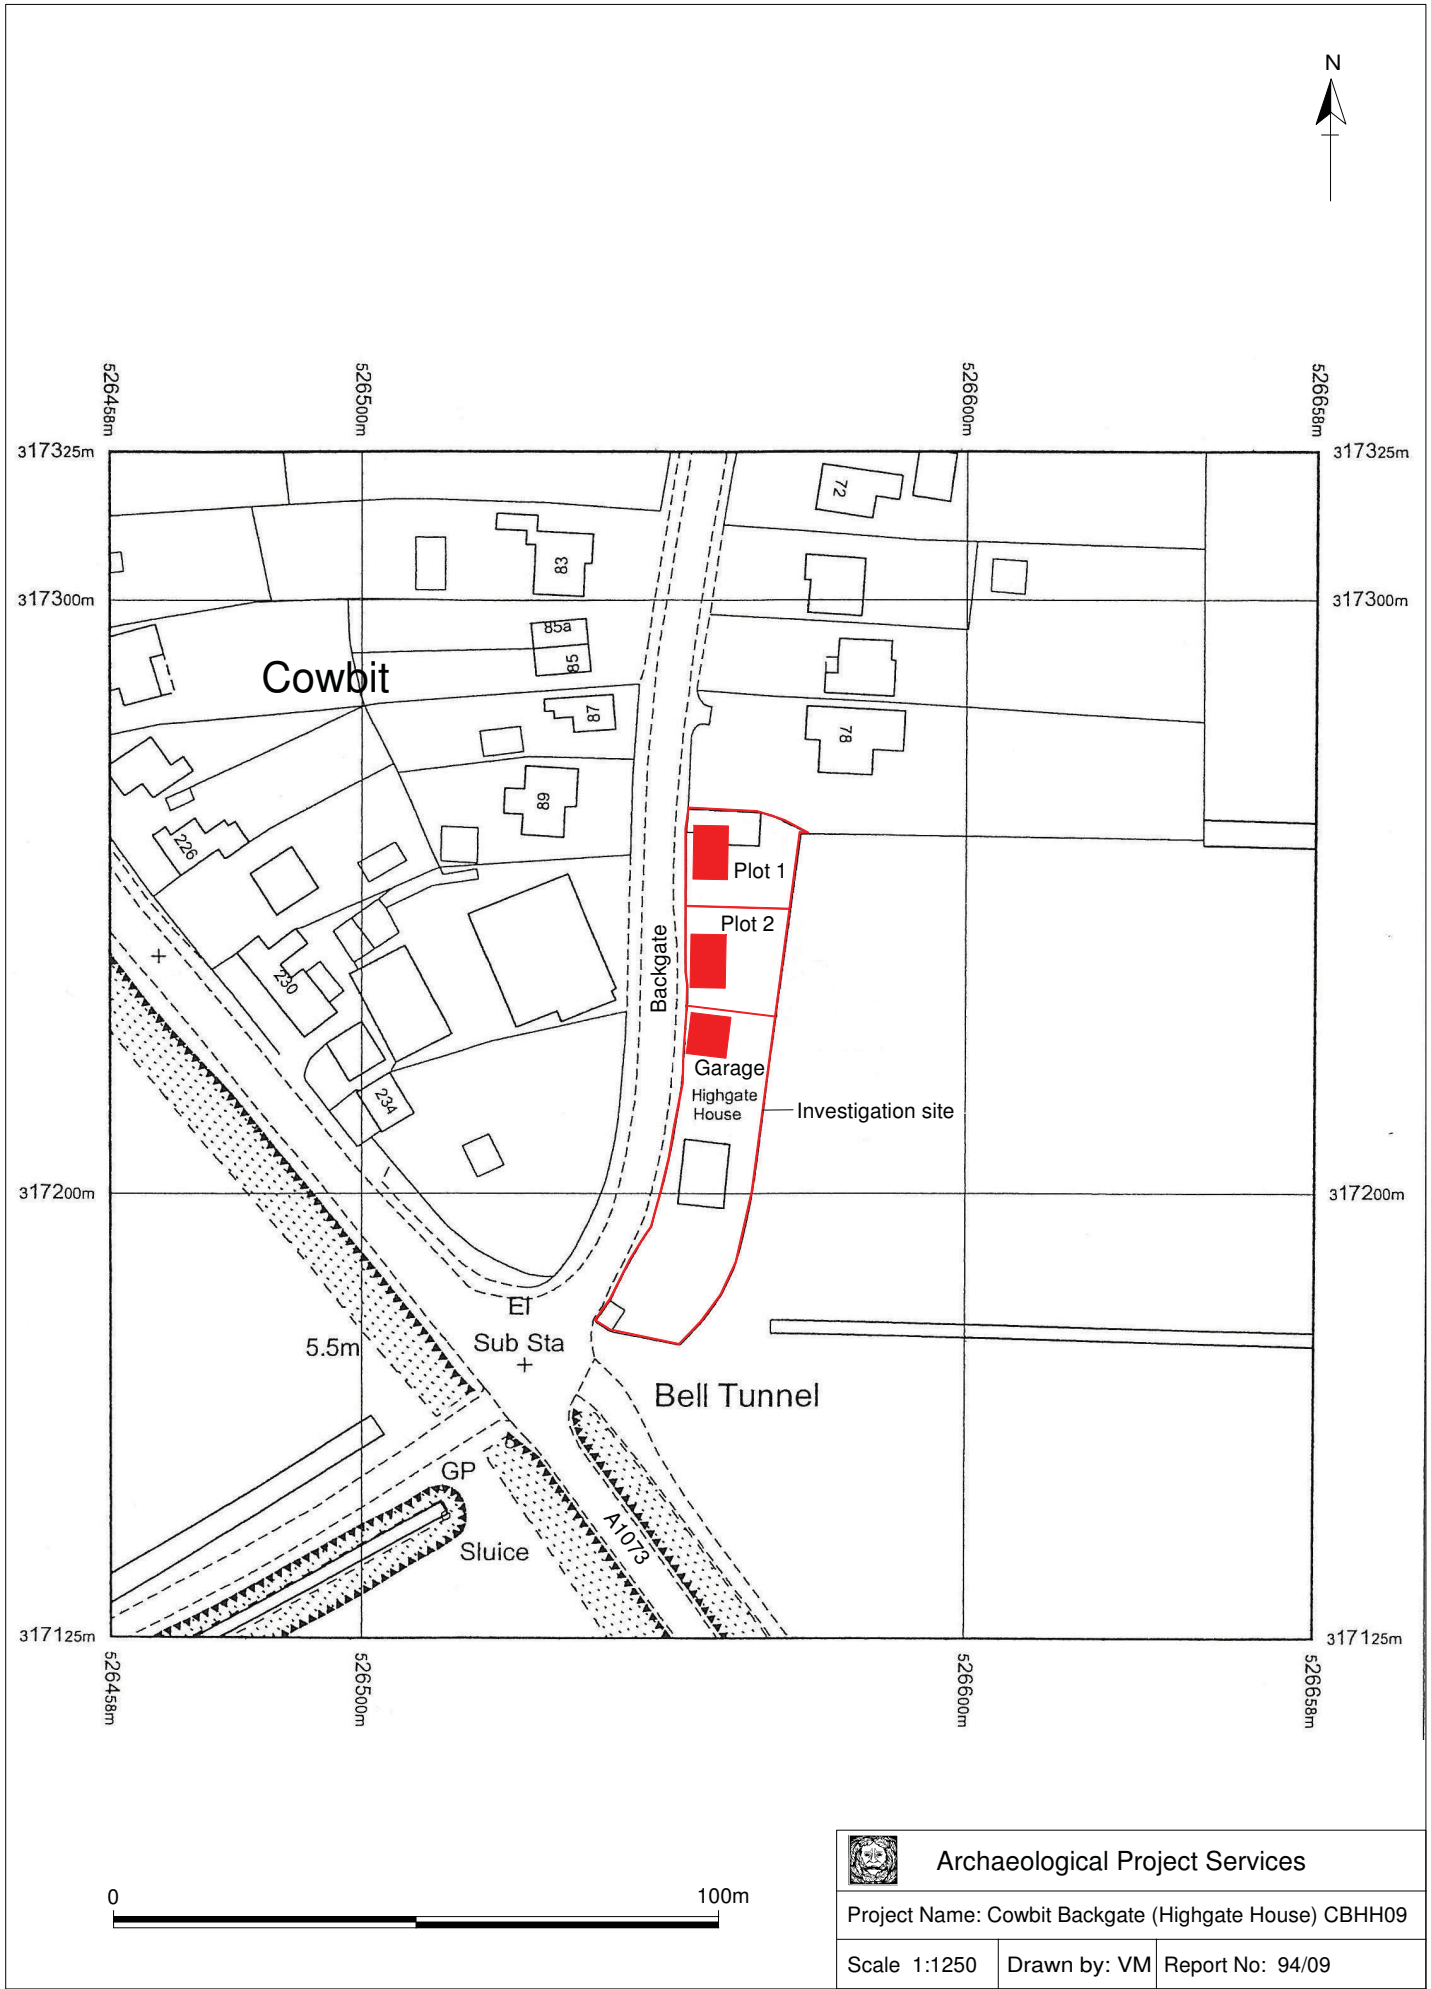 N
526458m
526500m
526600m
526658m
317325m
317325m
72
83
317300m
317300m
85a
85
Cowbit
87
78
89
226
Plot 1
Plot 2
Backgate
230
Garage
Highgate
House
234
Investigation site
317200m
317200m
El
Sub Sta
5.5m
Bell Tunnel
GP
A1073
Sluice
317125m
317125m
526458m
526500m
526600m
526658m
0
100m
Archaeological Project Services
Project Name: Cowbit Backgate (Highgate House) CBHH09
Scale 1:1250
Drawn by: VM
Report No: 94/09